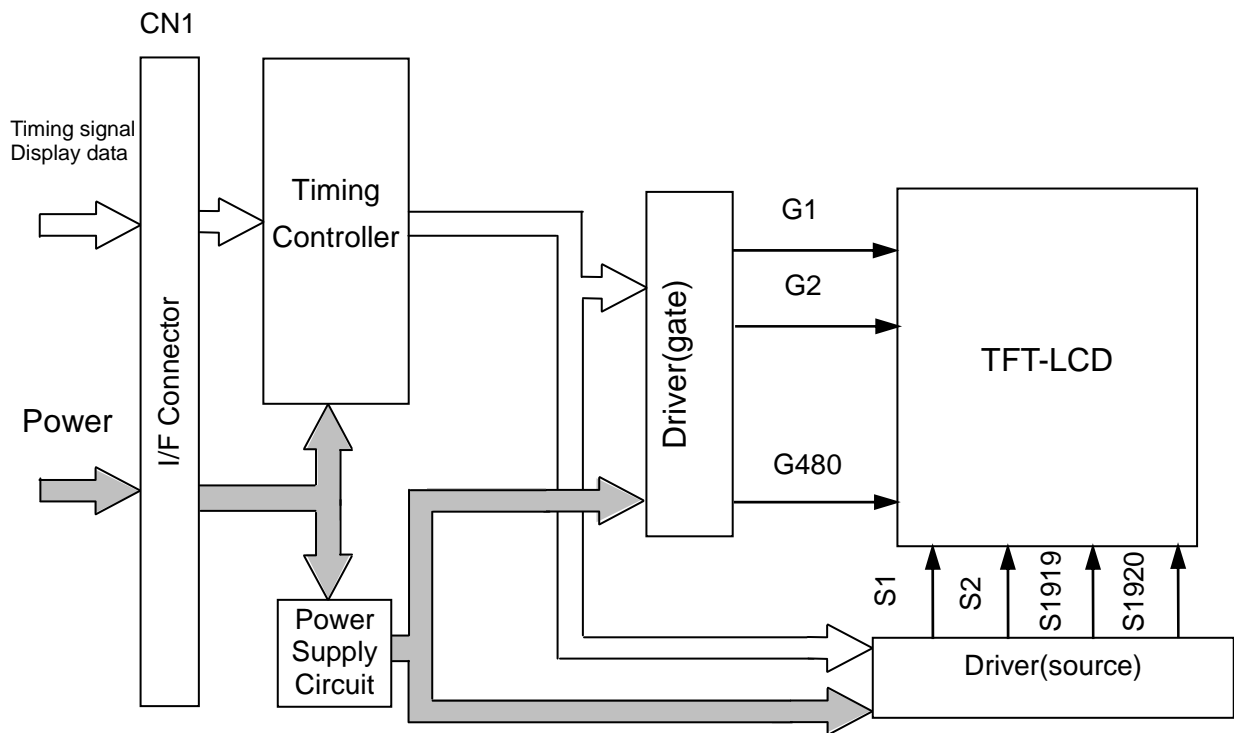 CN1
Timing signal
Display data
Power
I/F Connector
Timing
Controller
Power
Supply
Circuit
Driver(gate)
G1
G2
G480
TFT-LCD
S1
S2
S1919
S1920
Driver(source)